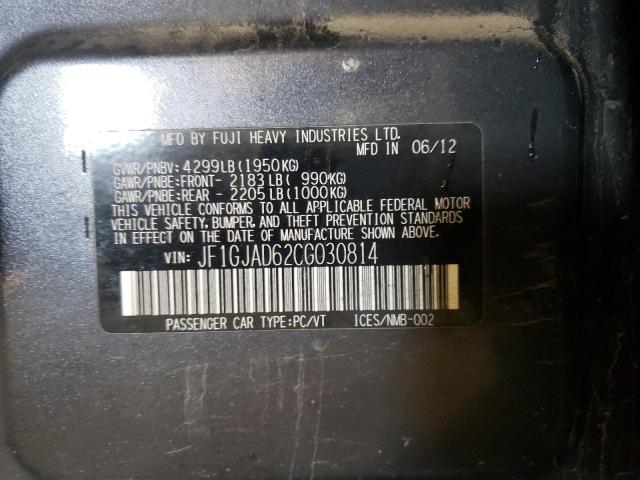 MFD BY FUJI HEAVY INDUSTRIES LTD.
MFD IN 06/12
GVWR/PNBV: 4299LB(1950KG)
GAWR/PNBE:FRONT- 2183LB( 990KG)
GAWR/PNBE:REAR - 2205LB(1000KG)
THIS VEHICLE CONFORMS TO ALL APPLICABLE FEDERAL MOTOR
VEHICLE SAFETY, BUMPER, AND THEFT PREVENTION STANDARDS
IN EFFECT ON THE DATE OF MANUFACTURE SHOWN ABOVE.
VIN: JF1GJAD62CG030814
PASSENGER CAR TYPE:PC/VT ICES/NMB-002